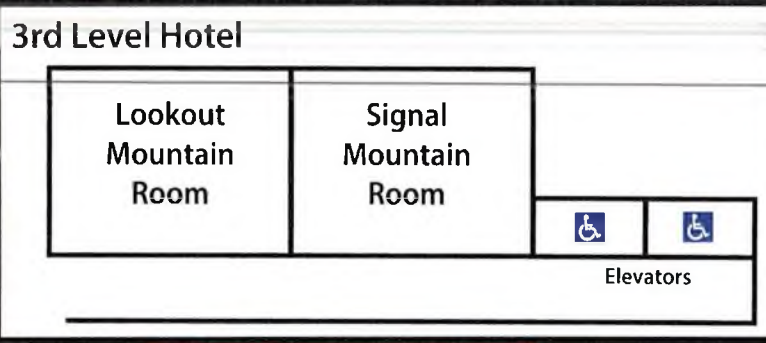 3rd Level Hotel
Lookout
Mountain
Room
Signal
Mountain
Room
Elevators